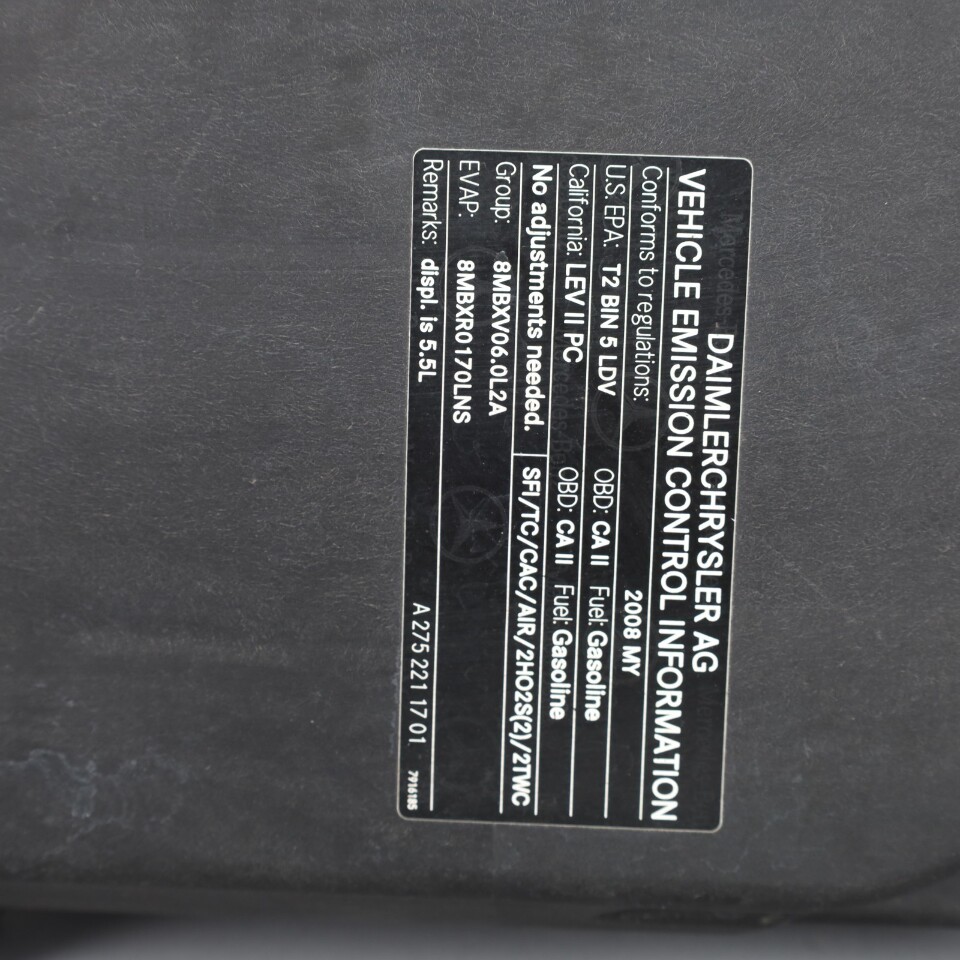 DAIMLERCHRYSLER AG
VEHICLE EMISSION CONTROL INFORMATION
Conforms to regulations: 2008 MY
U.S. EPA: T2 BIN 5 LDV OBD: CA II Fuel: Gasoline
California: LEV II PC OBD: CA II Fuel: Gasoline
No adjustments needed. SFI/TC/CAC/AIR/2HO2S(2)/2TWC
Group: 8MBXV06.0L2A
EVAP: 8MBXR0170LNS
Remarks: displ. is 5.5L A 275 221 17 01 7916185